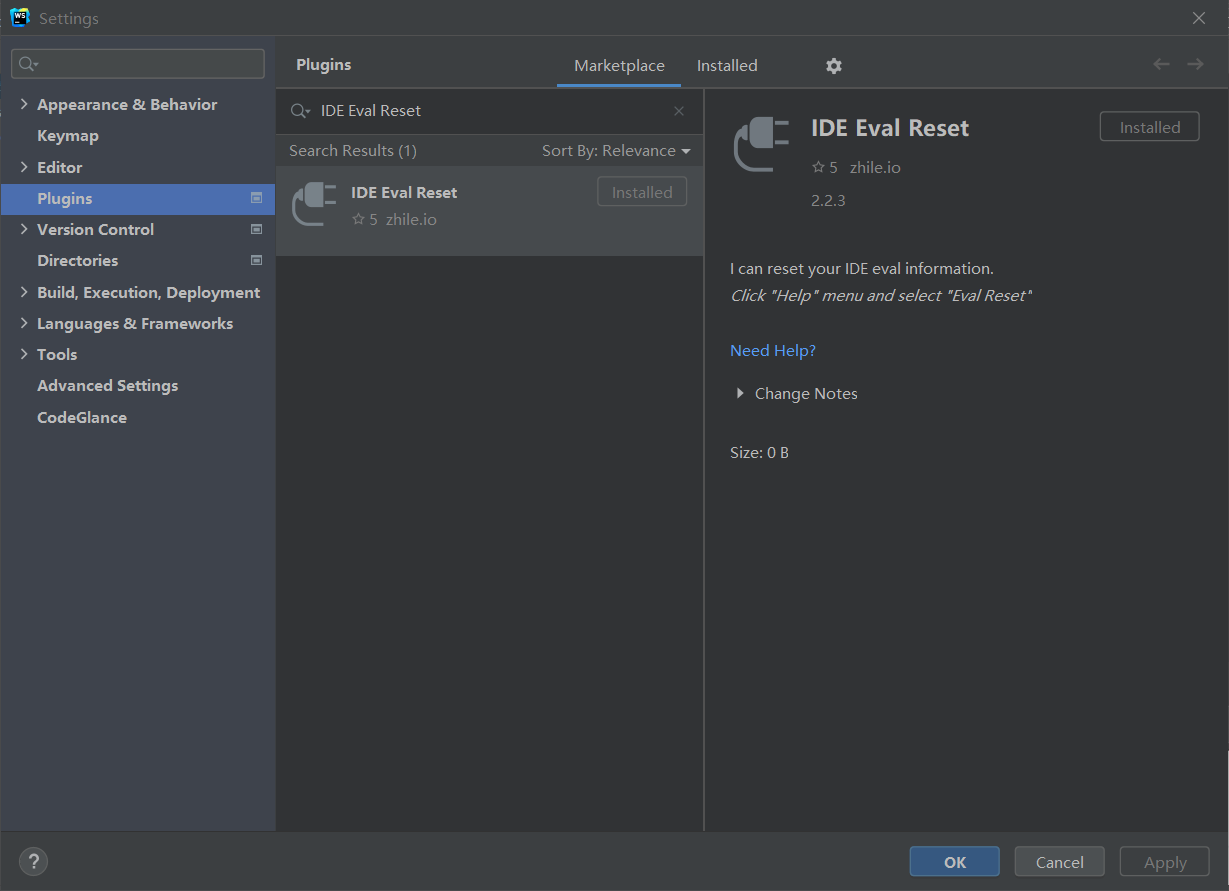 WS Settings
Plugins
Marketplace
Installed
Appearance & Behavior
Keymap
Editor
Plugins
Version Control
Directories
Build, Execution, Deployment
Languages & Frameworks
Tools
Advanced Settings
CodeGlance
IDE Eval Reset
Search Results (1)
Sort By: Relevance
IDE Eval Reset
Installed
5 zhile.io
IDE Eval Reset
Installed
5 zhile.io
2.2.3
I can reset your IDE eval information.
Click "Help" menu and select "Eval Reset"
Need Help?
Change Notes
Size: 0 B
?
OK
Cancel
Apply